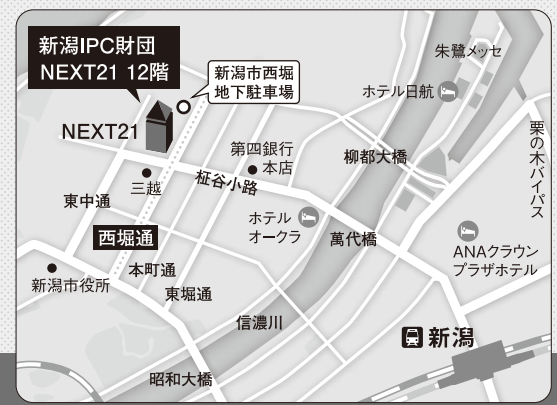 新潟IPC財団
NEXT21 12階
新潟市西堀
地下駐車場
朱鷺メッセ
ホテル日航
NEXT21
第四銀行
本店
柳都大橋
栗の木バイパス
三越
柾谷小路
東中通
ホテル
オークラ
萬代橋
西堀通
ANAクラウン
プラザホテル
本町通
新潟市役所
東堀通
信濃川
新潟
昭和大橋